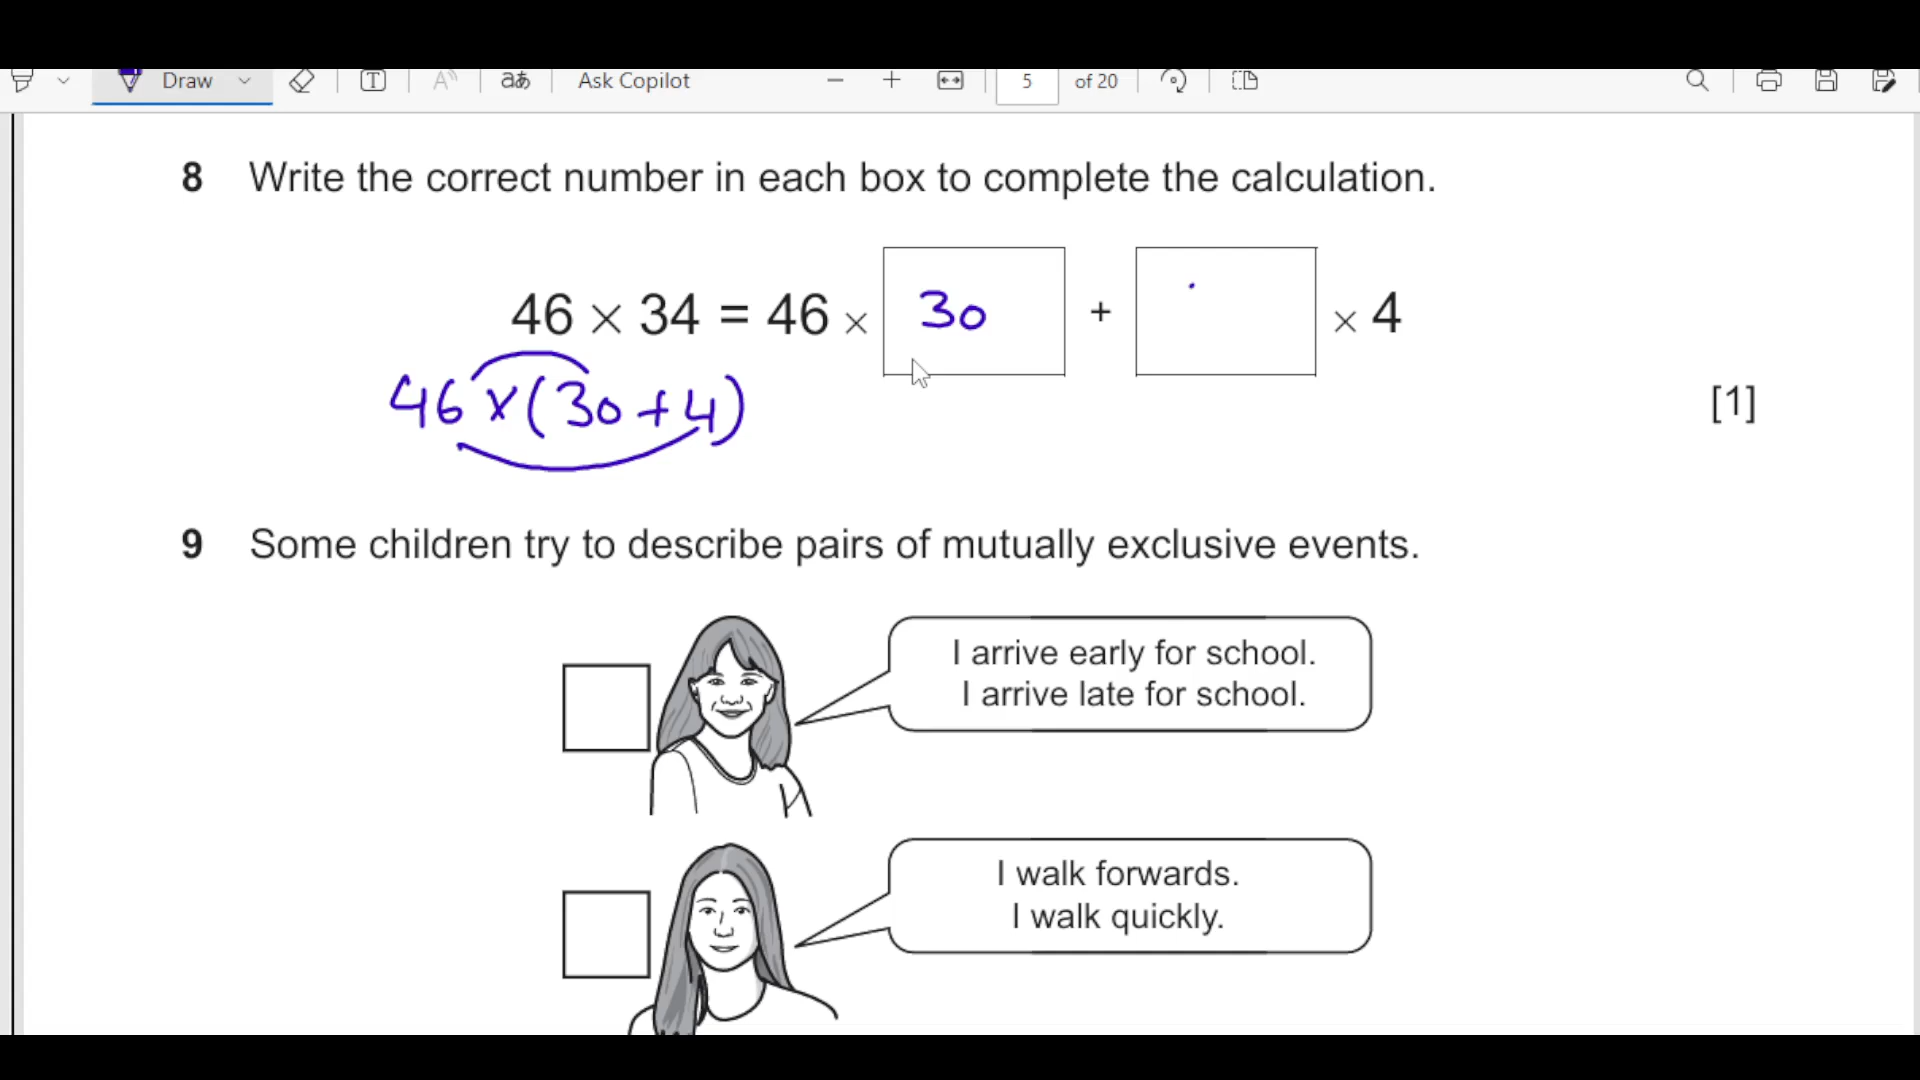 Draw Ask Copilot 5 of 20
8 Write the correct number in each box to complete the calculation.
46 × 34 = 46 × 30 + × 4
46 × (30 + 4)
[1]
9 Some children try to describe pairs of mutually exclusive events.
I arrive early for school.
I arrive late for school.
I walk forwards.
I walk quickly.